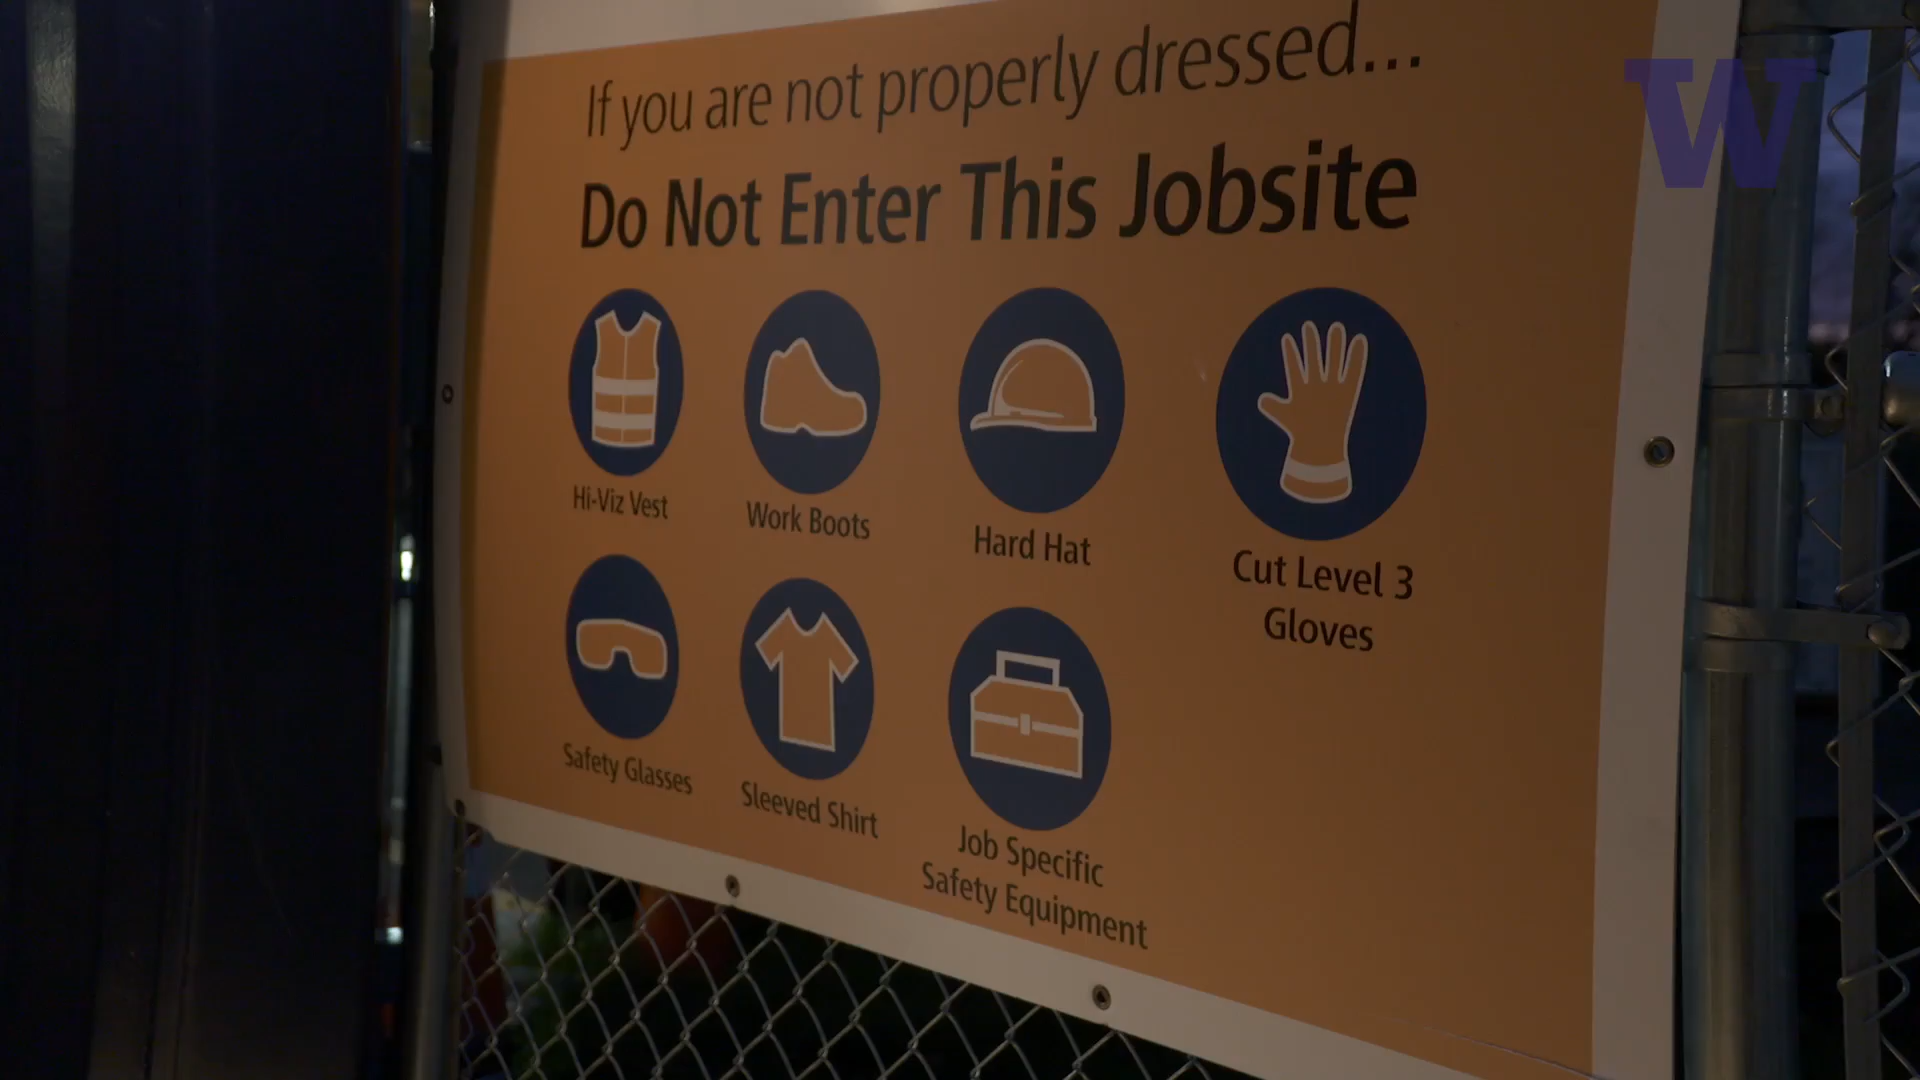 If you are not properly dressed...
Do Not Enter This Jobsite
Hi-Viz Vest
Work Boots
Hard Hat
Cut Level 3
Gloves
Safety Glasses
Sleeved Shirt
Job Specific
Safety Equipment
W